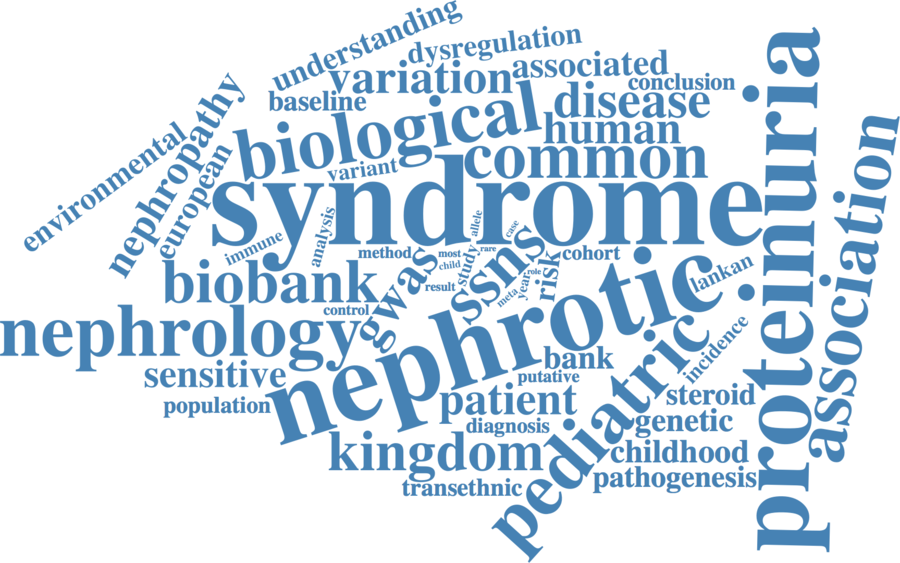 understanding
dysregulation
variation
associated
conclusion
baseline
disease
biological
human
environmental
nephropathy
european
variant
common
syndrome
proteinuria
association
immune
analysis
allele
case
method
most
study
rare
cohort
child
ssns
risk
lankan
biobank
gwas
result
meta
year
role
control
nephrotic
nephrology
incidence
sensitive
bank
putative
pediatric
population
patient
steroid
diagnosis
genetic
kingdom
childhood
transethnic
pathogenesis